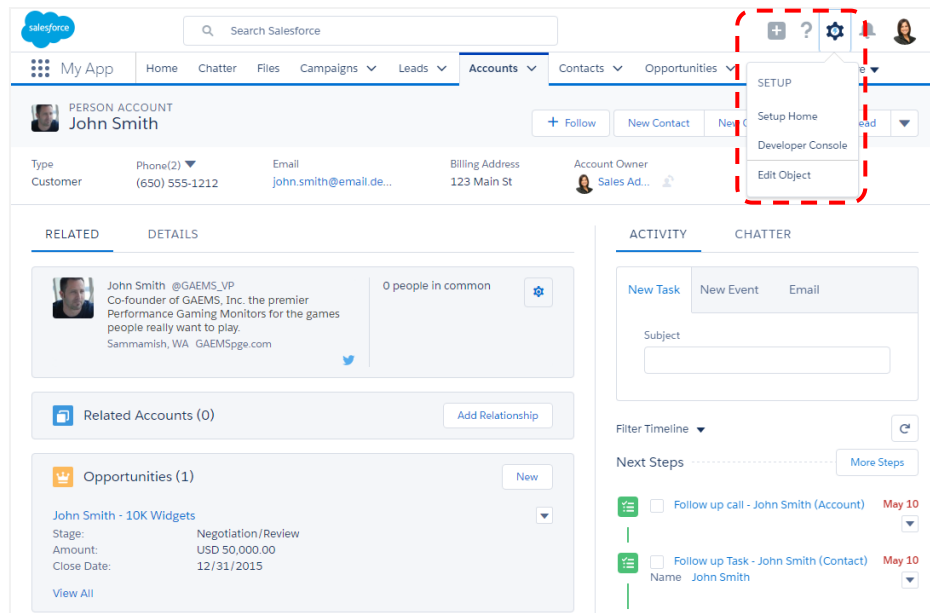 salesforce
Search Salesforce
?
My App
Home Chatter Files Campaigns Leads Accounts Contacts Opportunities
SETUP
Setup Home
Developer Console
Edit Object
PERSON ACCOUNT
John Smith
+ Follow New Contact
Type Phone(2) Email Billing Address Account Owner
Customer (650) 555-1212 john.smith@email.de... 123 Main St Sales Ad...
RELATED DETAILS
John Smith @GAEMS_VP
Co-founder of GAEMS, Inc. the premier
Performance Gaming Monitors for the games
people really want to play.
Sammamish, WA GAEMSpge.com
0 people in common
Related Accounts (0) Add Relationship
Opportunities (1) New
John Smith - 10K Widgets
Stage: Negotiation/Review
Amount: USD 50,000.00
Close Date: 12/31/2015
View All
ACTIVITY CHATTER
New Task New Event Email
Subject
Filter Timeline
Next Steps More Steps
Follow up call - John Smith (Account) May 10
Follow up Task - John Smith (Contact) May 10
Name John Smith